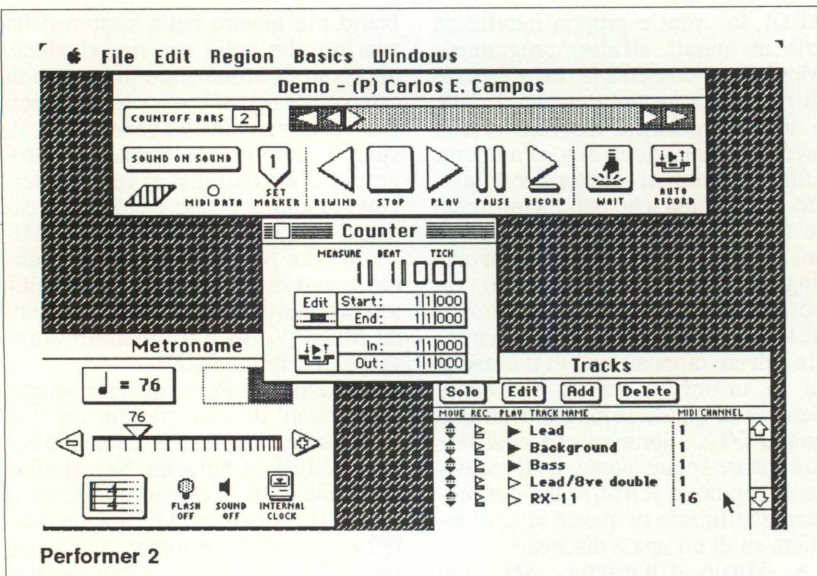 File Edit Region Basics Windows
Demo - (P) Carlos E. Campos
COUNTOFF BARS 2
SOUND ON SOUND
1
MIDI DATA
SET MARKER
REWIND STOP PLAY PAUSE RECORD WAIT AUTO RECORD
Counter
MEASURE BEAT TICK
1 1 000
Edit Start: 1 1 000
End: 1 1 000
In: 1 1 000
Out: 1 1 000
Metronome
= 76
76
4
4
FLASH OFF SOUND OFF INTERNAL CLOCK
Tracks
Solo Edit Add Delete
MOVE REC. PLAY TRACK NAME MIDI CHANNEL
Lead 1
Background 1
Bass 1
Lead/8ve double 1
RX-11 16
Performer 2